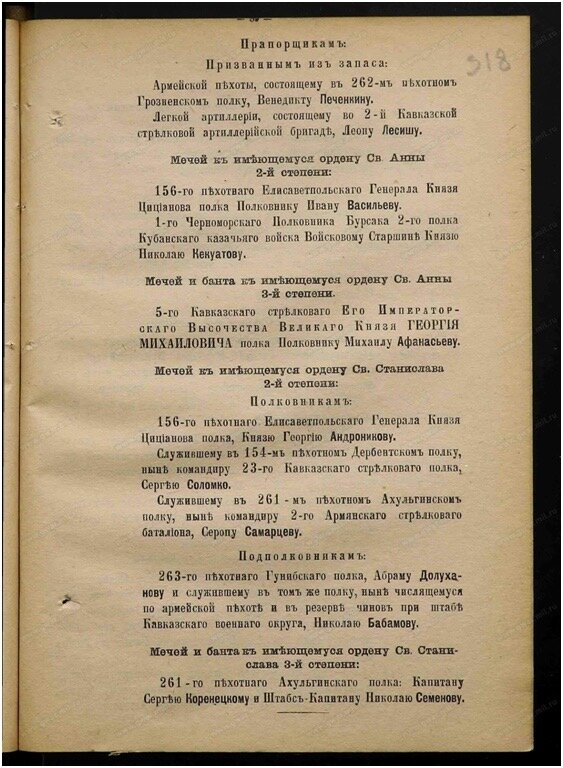 318
Прапорщикамъ:
Призваннымъ изъ запаса:
Армейской пѣхоты, состоящему въ 262-мъ пѣхотномъ
Грозненскомъ полку, Венедикту Печенкину.
Легкой артиллеріи, состоящему во 2-й Кавказской
стрѣлковой артиллерійской бригадѣ, Леону Лесишу.
Мечей къ имѣющемуся ордену Св. Анны
2-й степени:
156-го пѣхотнаго Елисаветпольскаго Генерала Князя
Циціанова полка Полковнику Ивану Васильеву.
1-го Черноморскаго Полковника Бурсака 2-го полка
Кубанскаго казачьяго войска Войсковому Старшинѣ Князю
Николаю Кекуатову.
Мечей и банта къ имѣющемуся ордену Св. Анны
3-й степени.
5-го Кавказскаго стрѣлковаго Его Император-
скаго Высочества Великаго Князя ГЕОРГІЯ
МИХАИЛОВИЧА полка Полковнику Михаилу Афанасьеву.
Мечей къ имѣющемуся ордену Св. Станислава
2-й степени:
Полковникамъ:
156-го пѣхотнаго Елисаветпольскаго Генерала Князя
Циціанова полка, Князю Георгію Андроникову.
Служившему въ 154-мъ пѣхотномъ Дербентскомъ полку,
нынѣ командиру 23-го Кавказскаго стрѣлковаго полка,
Сергѣю Соломко.
Служившему въ 261-мъ пѣхотномъ Ахульгинскомъ
полку, нынѣ командиру 2-го Армянскаго стрѣлковаго
баталіона, Серопу Самарцеву.
Подполковникамъ:
263-го пѣхотнаго Гунибскаго полка, Абраму Долуха-
нову и служившему въ томъ же полку, нынѣ числящемуся
по армейской пѣхотѣ и въ резервѣ чиновъ при штабѣ
Кавказскаго военнаго округа, Николаю Бабамову.
Мечей и банта къ имѣющемуся ордену Св. Стани-
слава 3-й степени:
261-го пѣхотнаго Ахульгинскаго полка: Капитану
Сергѣю Коренецкому и Штабсъ-Капитану Николаю Семенову.